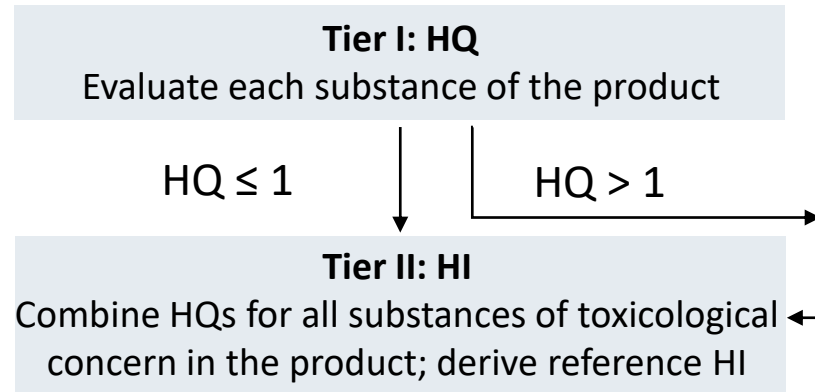 Tier I: HQ
Evaluate each substance of the product
HQ ≤ 1
HQ > 1
Tier II: HI
Combine HQs for all substances of toxicological
concern in the product; derive reference HI